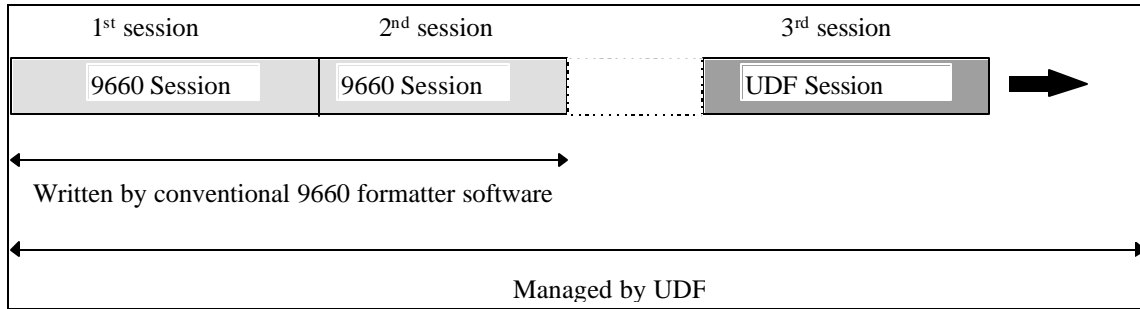 1st session 2nd session 3rd session
9660 Session 9660 Session UDF Session
Written by conventional 9660 formatter software
Managed by UDF